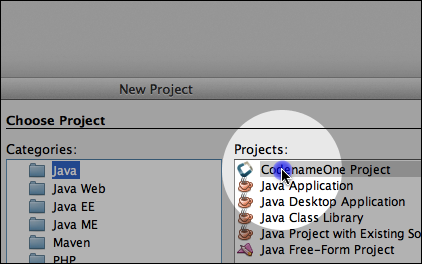 New Project
Choose Project
Categories:
Java
Java Web
Java EE
Java ME
Maven
PHP
Projects:
CodenameOne Project
Java Application
Java Desktop Application
Java Class Library
Java Project with Existing So
Java Free-Form Project